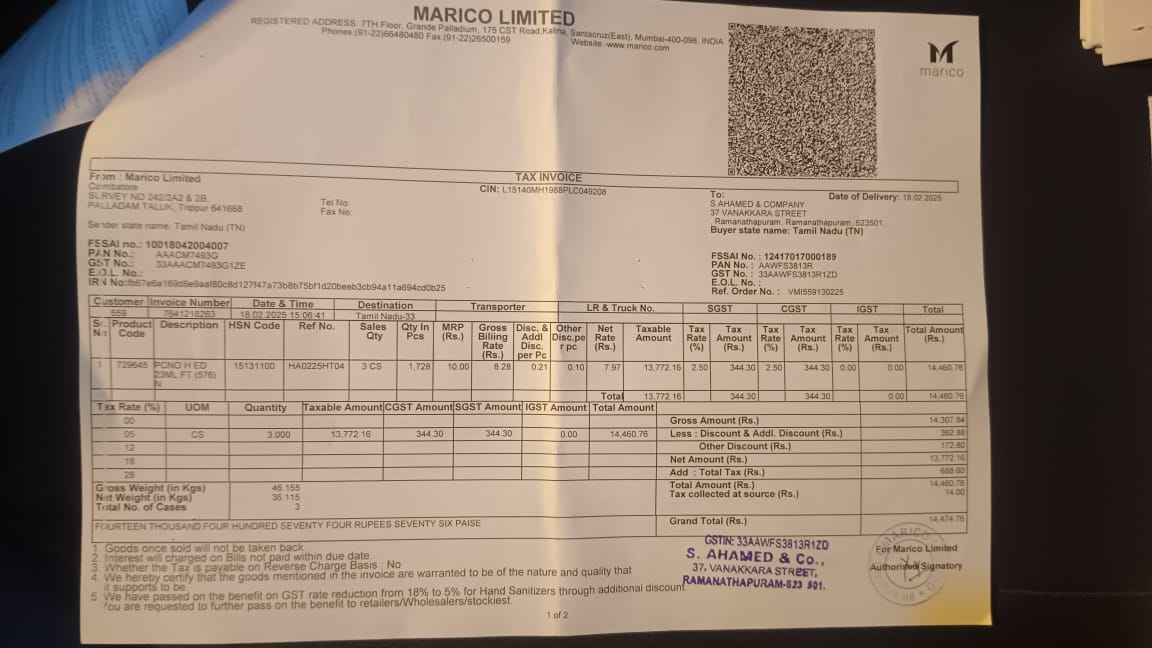 MARICO LIMITED
REGISTERED ADDRESS: 7TH Floor, Grande Palladium, 175 CST Road,Kalina, Santacruz(East), Mumbai-400-098, INDIA
Phones:(91-22)66480480 Fax:(91-22)26500159 Website -www.marico.com
marico
TAX INVOICE
CIN: L15140MH1988PLC049208
From : Marico Limited
Coimbatore
SURVEY NO 242/2A2 & 2B,
PALLADAM TALUK, Trippur 641668
Tel No:
Fax No:
Sender state name: Tamil Nadu (TN)
FSSAI no.: 10018042004007
PAN No.: AAACM7493G
GST No.: 33AAACM7493G1ZE
E.O.L. No.:
IRN No:fb67e5a169d8e9aaf80c8d127f47a73b8b75bf1d20beeb3cb94a11a694cd0b25
To: Date of Delivery: 18.02.2025
S.AHAMED & COMPANY
37 VANAKKARA STREET
, Ramanathapuram, Ramanathapuram, 623501,
Buyer state name: Tamil Nadu (TN)
FSSAI No. : 12417017000189
PAN No. : AAWFS3813R
GST No. : 33AAWFS3813R1ZD
E.O.L. No. :
Ref. Order No. : VMI559130225
Customer Invoice Number Date & Time Destination Transporter LR & Truck No. SGST CGST IGST Total
559 7641218263 18.02.2025 15:06:41 Tamil Nadu-33
Sr. No Product Code Description HSN Code Ref No. Sales Qty Qty In Pcs MRP (Rs.) Gross Billing Rate (Rs.) Disc. & Addl Disc. per Pc Other Disc.pe r pc Net Rate (Rs.) Taxable Amount Tax Rate (%) Tax Amount (Rs.) Tax Rate (%) Tax Amount (Rs.) Tax Rate (%) Tax Amount (Rs.) Total Amount (Rs.)
1 729645 PCNO H ED 23ML FT (576) N 15131100 HA0225HT04 3 CS 1,728 10.00 8.28 0.21 0.10 7.97 13,772.16 2.50 344.30 2.50 344.30 0.00 0.00 14,460.76
Total 13,772.16 344.30 344.30 0.00 14,460.76
Tax Rate (%) UOM Quantity Taxable Amount CGST Amount SGST Amount IGST Amount Total Amount
00
05 CS 3.000 13,772.16 344.30 344.30 0.00 14,460.76
12
18
28
Gross Amount (Rs.) 14,307.84
Less : Discount & Addl. Discount (Rs.) 362.88
Other Discount (Rs.) 172.80
Net Amount (Rs.) 13,772.16
Add : Total Tax (Rs.) 688.60
Total Amount (Rs.) 14,460.76
Tax collected at source (Rs.) 14.00
Gross Weight (in Kgs) 46.155
Net Weight (in Kgs) 36.115
Total No. of Cases 3
FOURTEEN THOUSAND FOUR HUNDRED SEVENTY FOUR RUPEES SEVENTY SIX PAISE
Grand Total (Rs.) 14,474.76
1. Goods once sold will not be taken back.
2. Interest will charged on Bills not paid within due date.
3. Whether the Tax is payable on Reverse Charge Basis : No
4. We hereby certify that the goods mentioned in the invoice are warranted to be of the nature and quality that
it supports to be.
5. We have passed on the benefit on GST rate reduction from 18% to 5% for Hand Sanitizers through additional discount.
You are requested to further pass on the benefit to retailers/Wholesalers/stockiest.
GSTIN: 33AAWFS3813R1ZD
S. AHAMED & Co.,
37, VANAKKARA STREET,
RAMANATHAPURAM-623 501.
For Marico Limited
Authorised Signatory
1 of 2